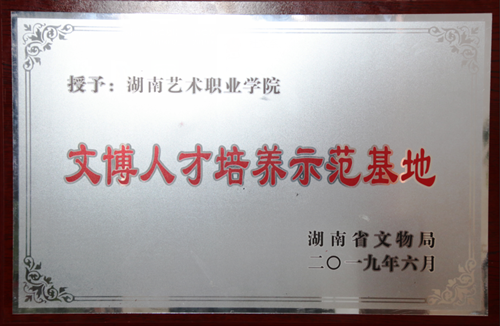 授予：湖南艺术职业学院
文博人才培养示范基地
湖南省文物局
二〇一九年六月